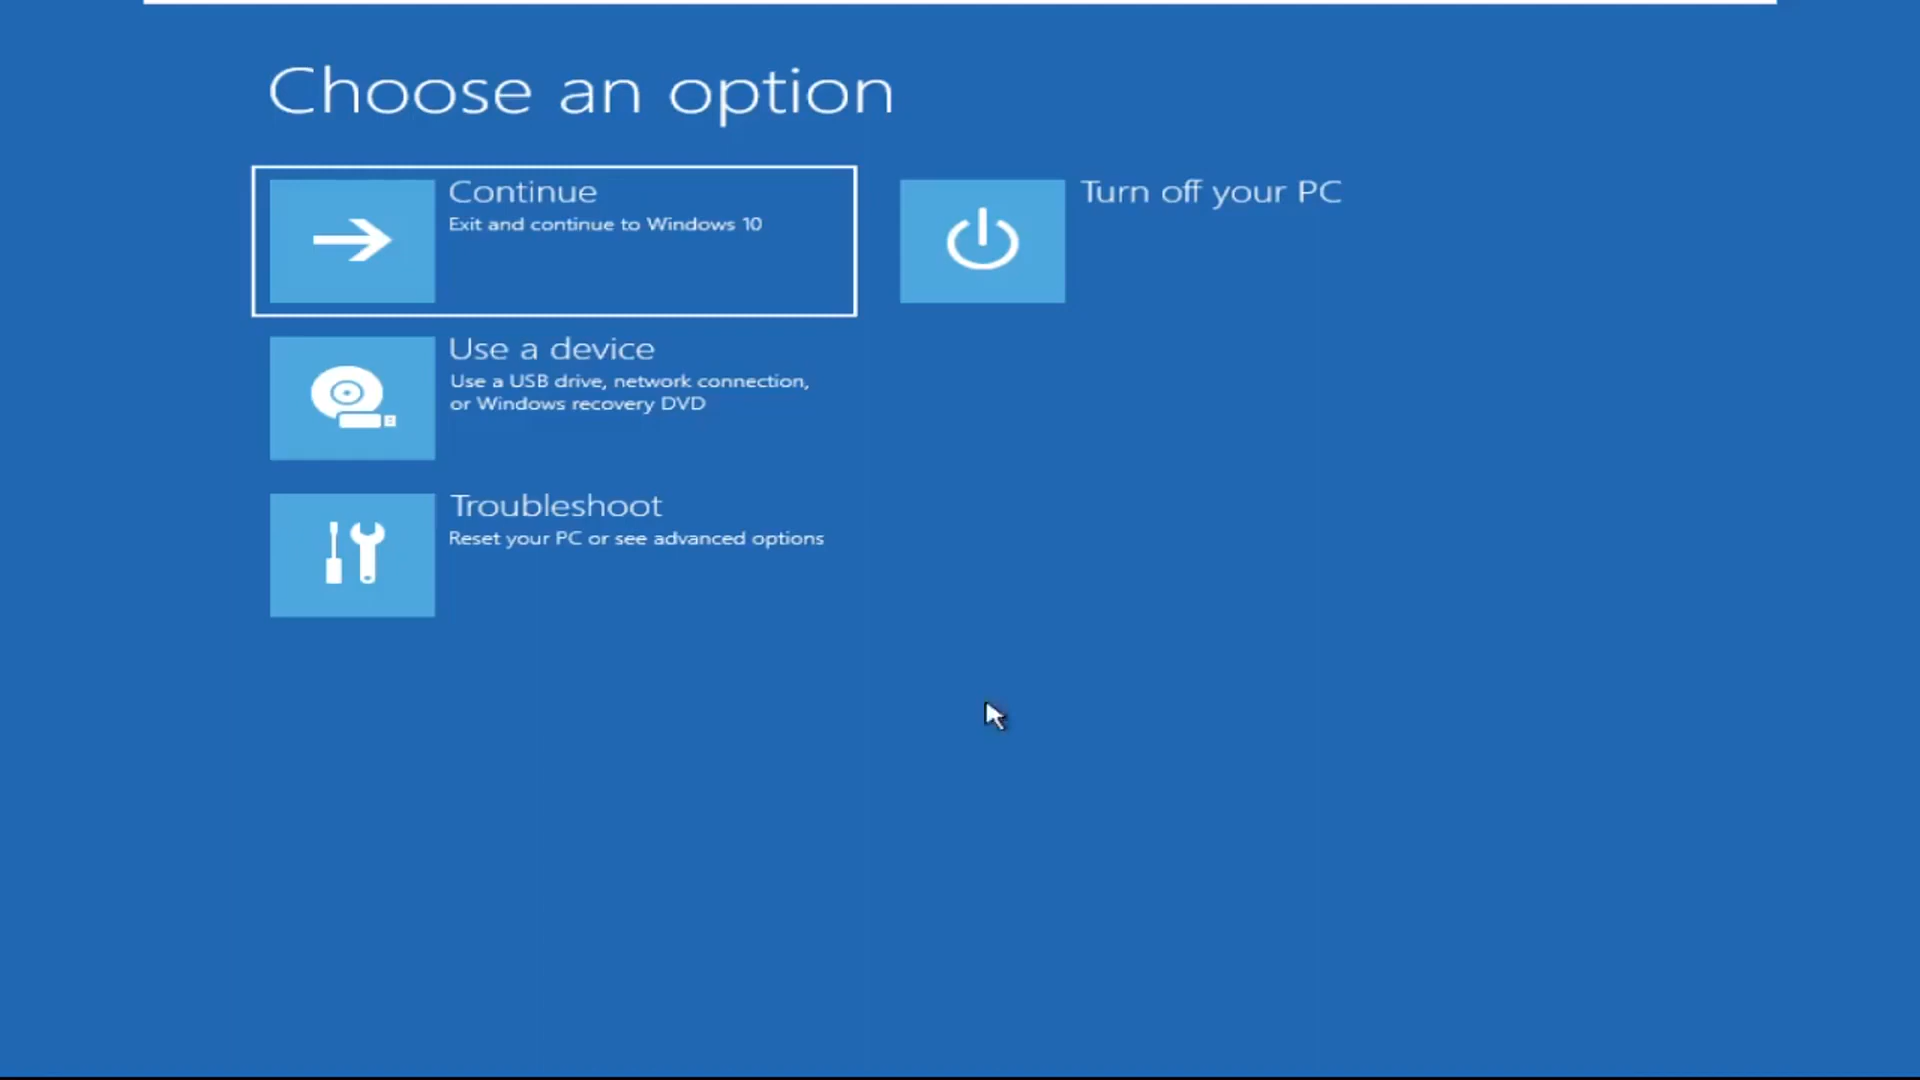 Choose an option
Continue
Exit and continue to Windows 10
Turn off your PC
Use a device
Use a USB drive, network connection,
or Windows recovery DVD
Troubleshoot
Reset your PC or see advanced options